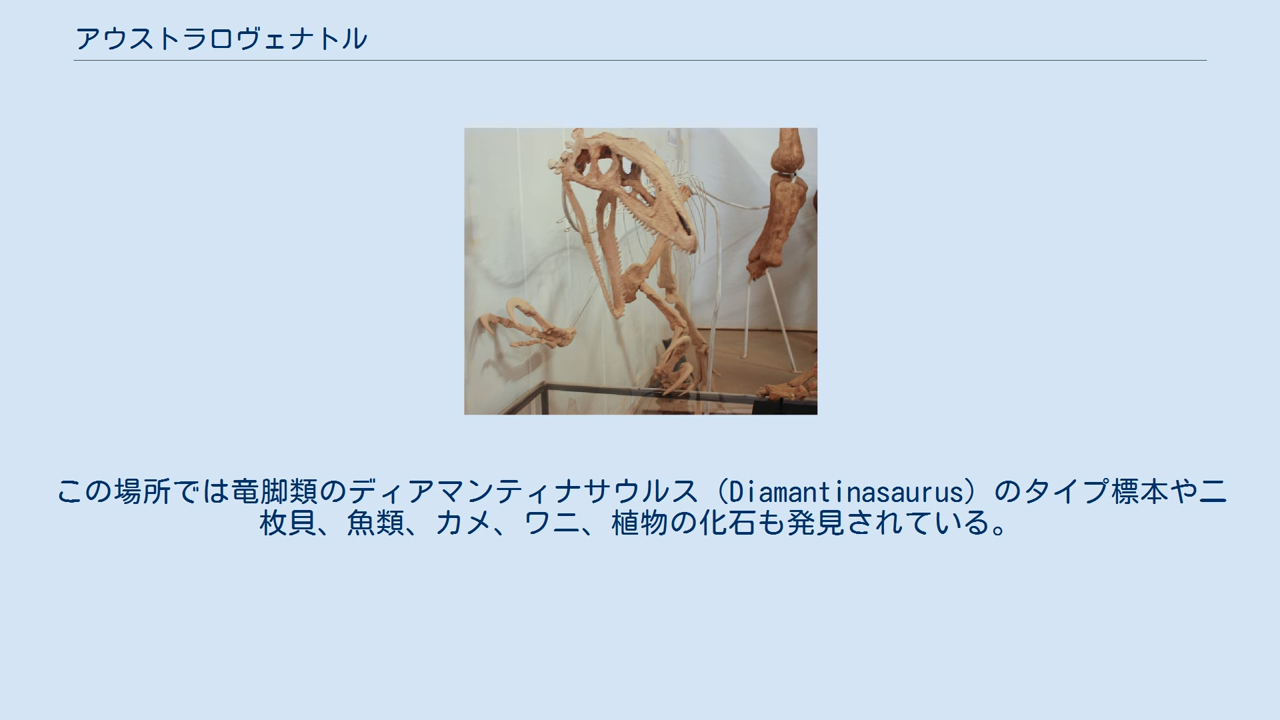 アウストラロヴェナトル
この場所では竜脚類のディアマンティナサウルス（Diamantinasaurus）のタイプ標本や二
枚貝、魚類、カメ、ワニ、植物の化石も発見されている。